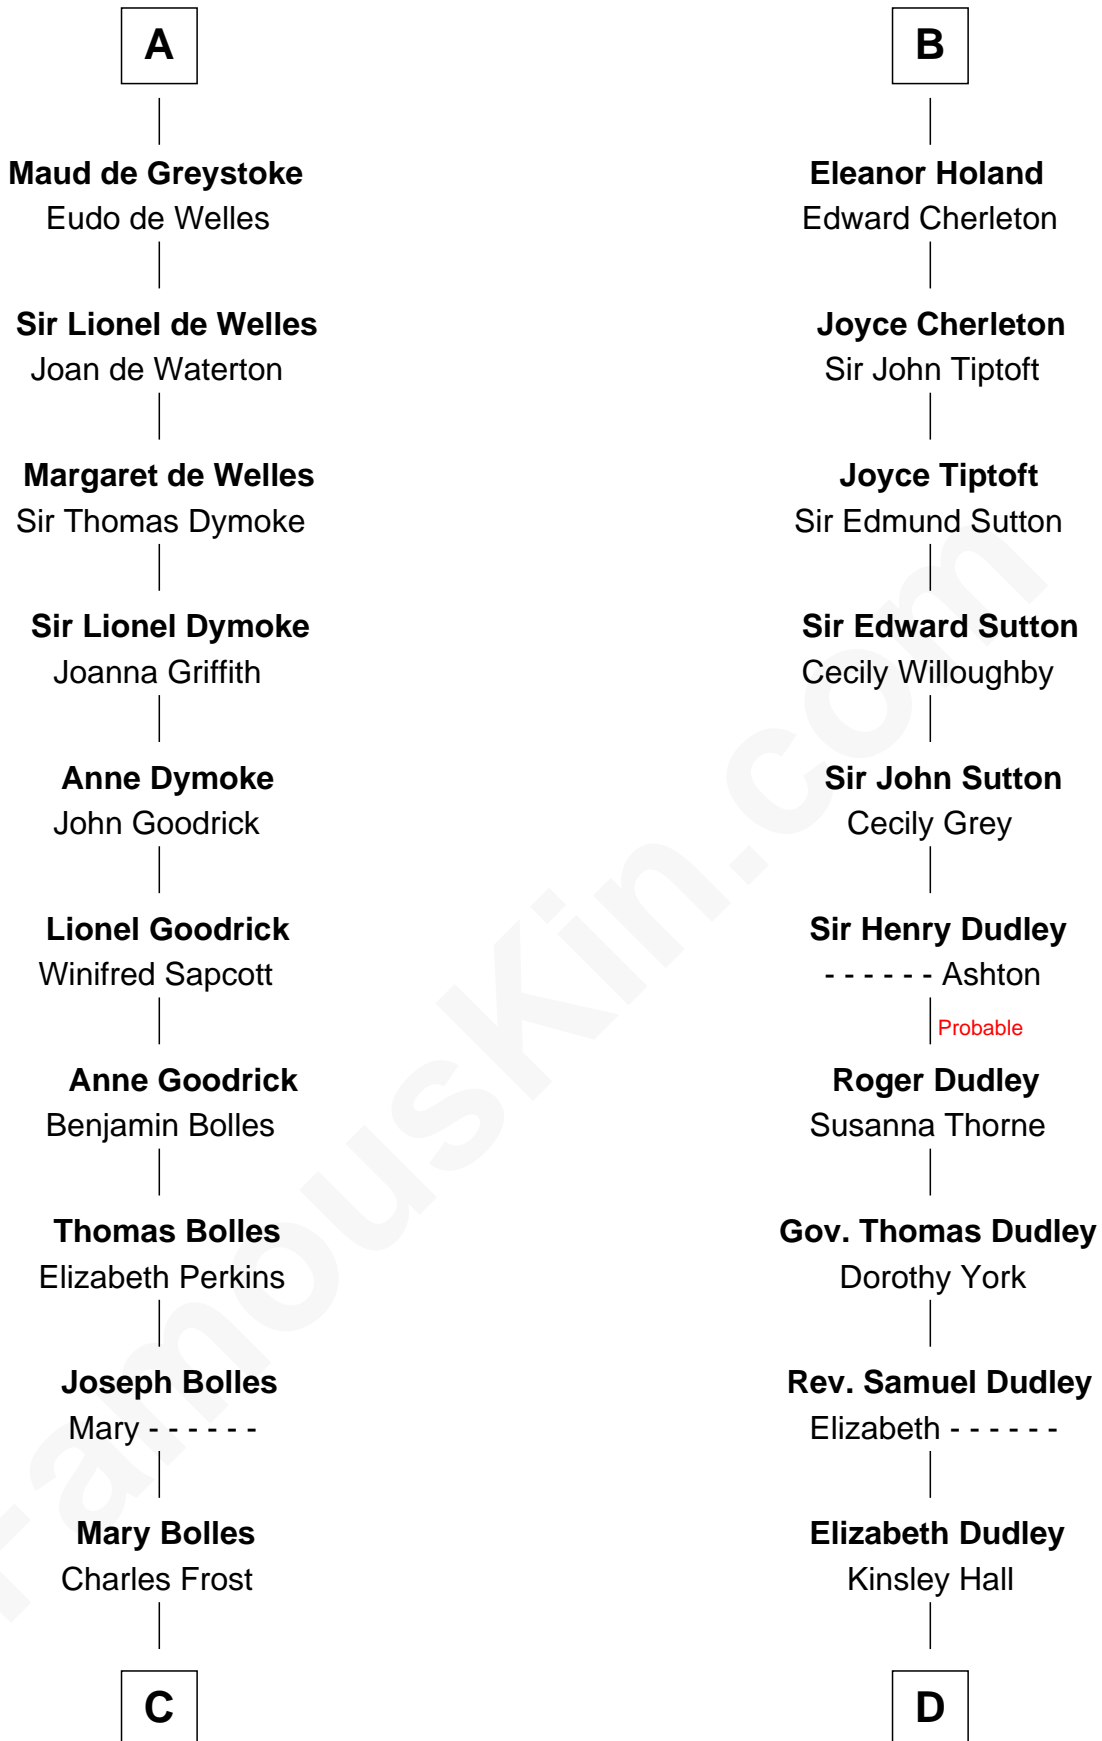 A
Maud de Greystoke
Eudo de Welles
Sir Lionel de Welles
Joan de Waterton
Margaret de Welles
Sir Thomas Dymoke
Sir Lionel Dymoke
Joanna Griffith
Anne Dymoke
John Goodrick
Lionel Goodrick
Winifred Sapcott
Anne Goodrick
Benjamin Bolles
Thomas Bolles
Elizabeth Perkins
Joseph Bolles
Mary - - - - - -
Mary Bolles
Charles Frost
C
B
Eleanor Holand
Edward Cherleton
Joyce Cherleton
Sir John Tiptoft
Joyce Tiptoft
Sir Edmund Sutton
Sir Edward Sutton
Cecily Willoughby
Sir John Sutton
Cecily Grey
Sir Henry Dudley
- - - - - - Ashton
Probable
Roger Dudley
Susanna Thorne
Gov. Thomas Dudley
Dorothy York
Rev. Samuel Dudley
Elizabeth - - - - - -
Elizabeth Dudley
Kinsley Hall
D
FamousKin.com